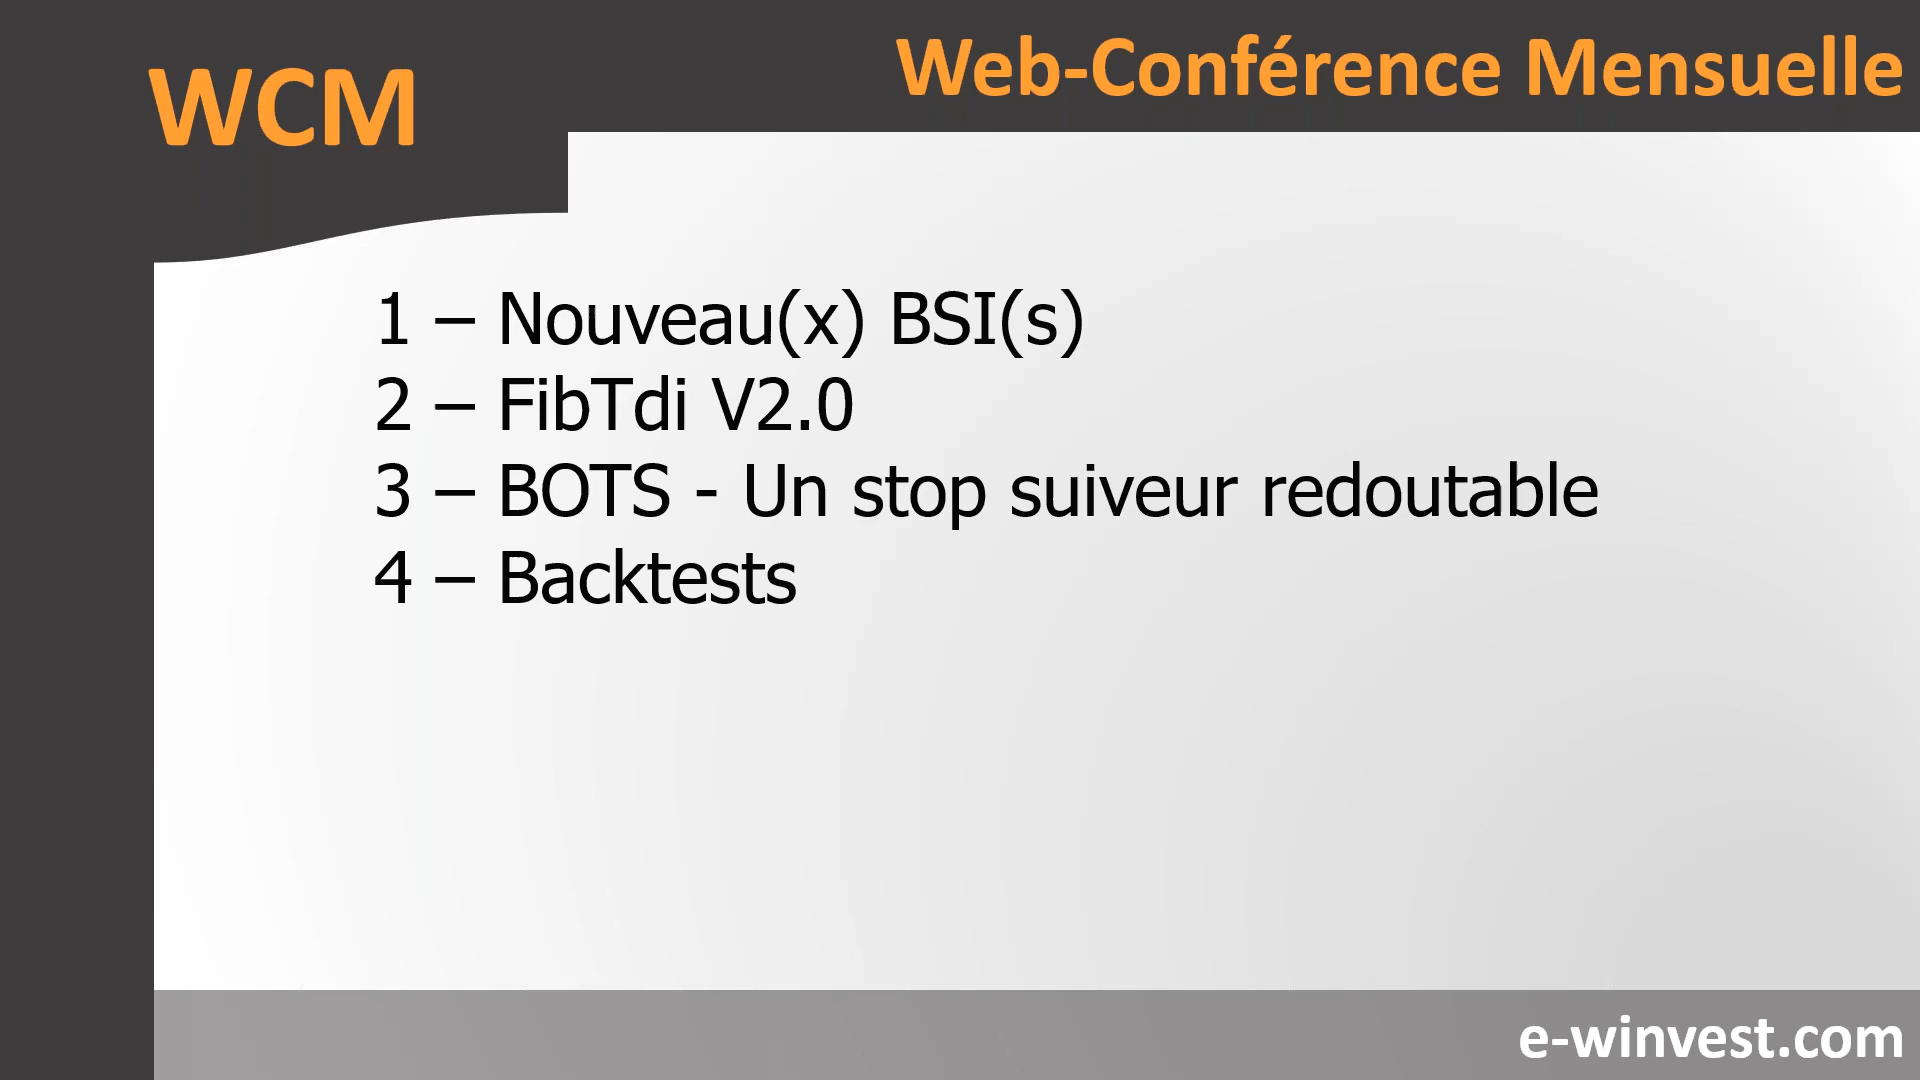 WCM
Web-Conférence Mensuelle
1 – Nouveau(x) BSI(s)
2 – FibTdi V2.0
3 – BOTS - Un stop suiveur redoutable
4 – Backtests
e-winvest.com